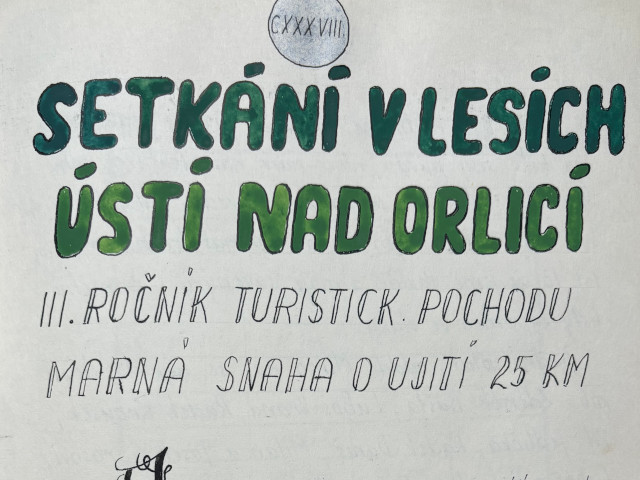 CXXXVIII.
SETKÁNÍ V LESÍCH
ÚSTÍ NAD ORLICÍ
III. ROČNÍK TURISTICK. POCHODU
MARNÁ SNAHA O UJITÍ 25 KM